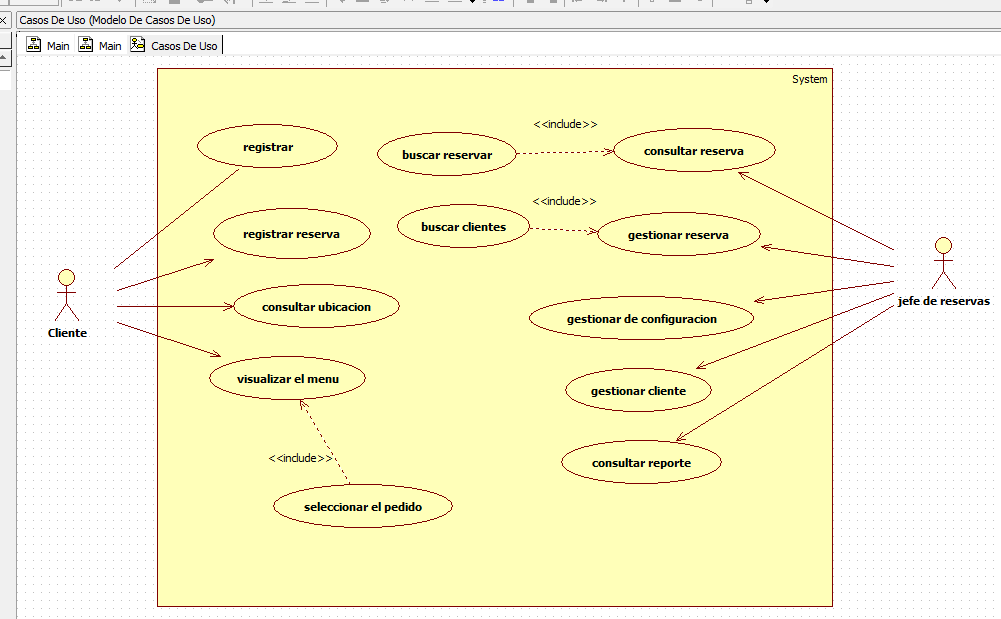 Casos De Uso (Modelo De Casos De Uso)
Main
Main
Casos De Uso
System
registrar
buscar reservar
<<include>>
consultar reserva
registrar reserva
buscar clientes
<<include>>
gestionar reserva
Cliente
consultar ubicacion
gestionar de configuracion
jefe de reservas
visualizar el menu
gestionar cliente
<<include>>
consultar reporte
seleccionar el pedido